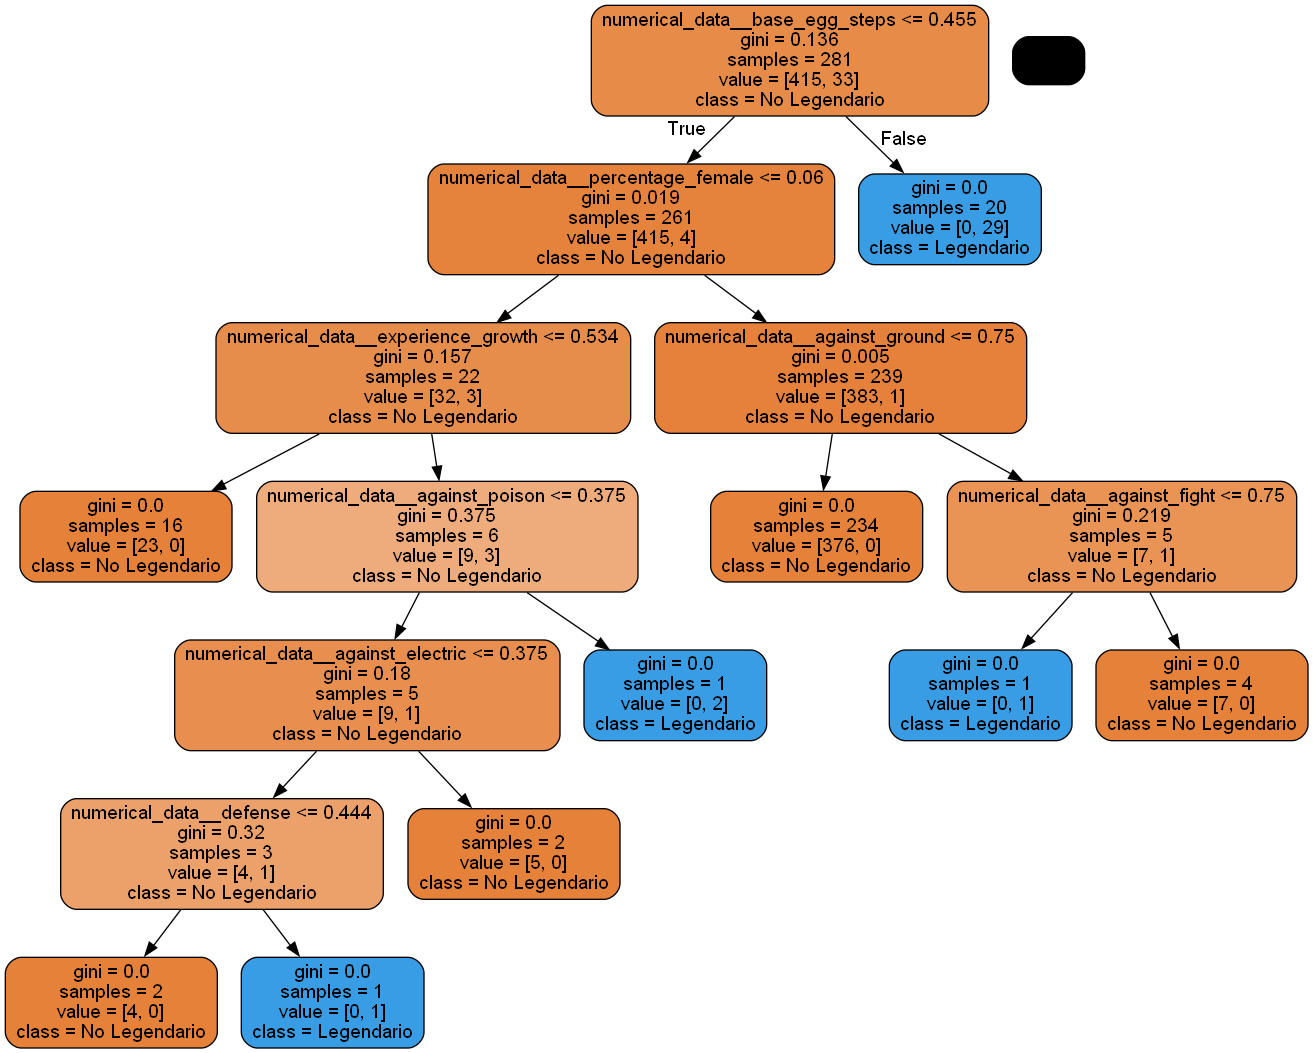 numerical_data__base_egg_steps <= 0.455
gini = 0.136
samples = 281
value = [415, 33]
class = No Legendario
True
False
numerical_data__percentage_female <= 0.06
gini = 0.019
samples = 261
value = [415, 4]
class = No Legendario
gini = 0.0
samples = 20
value = [0, 29]
class = Legendario
numerical_data__experience_growth <= 0.534
gini = 0.157
samples = 22
value = [32, 3]
class = No Legendario
numerical_data__against_ground <= 0.75
gini = 0.005
samples = 239
value = [383, 1]
class = No Legendario
gini = 0.0
samples = 16
value = [23, 0]
class = No Legendario
numerical_data__against_poison <= 0.375
gini = 0.375
samples = 6
value = [9, 3]
class = No Legendario
gini = 0.0
samples = 234
value = [376, 0]
class = No Legendario
numerical_data__against_fight <= 0.75
gini = 0.219
samples = 5
value = [7, 1]
class = No Legendario
numerical_data__against_electric <= 0.375
gini = 0.18
samples = 5
value = [9, 1]
class = No Legendario
gini = 0.0
samples = 1
value = [0, 2]
class = Legendario
gini = 0.0
samples = 1
value = [0, 1]
class = Legendario
gini = 0.0
samples = 4
value = [7, 0]
class = No Legendario
numerical_data__defense <= 0.444
gini = 0.32
samples = 3
value = [4, 1]
class = No Legendario
gini = 0.0
samples = 2
value = [5, 0]
class = No Legendario
gini = 0.0
samples = 2
value = [4, 0]
class = No Legendario
gini = 0.0
samples = 1
value = [0, 1]
class = Legendario